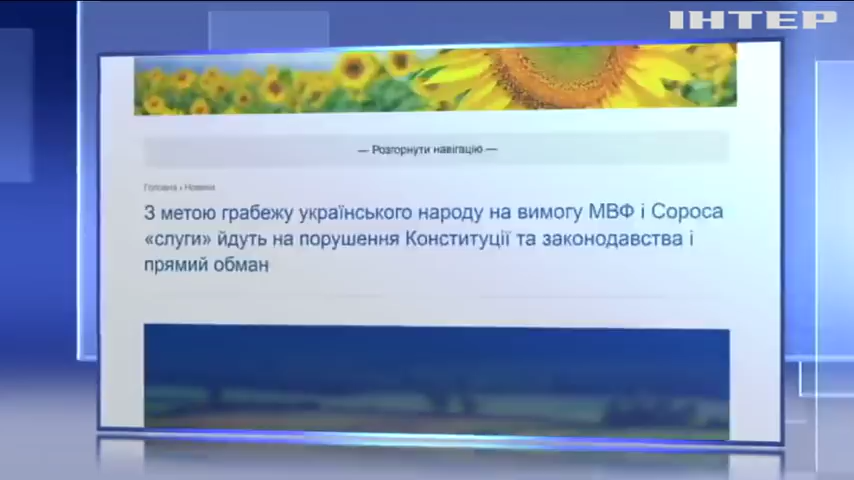 ІНТЕР
— Розгорнути навігацію —
Головна › Новини
З метою грабежу українського народу на вимогу МВФ і Сороса
«слуги» йдуть на порушення Конституції та законодавства і
прямий обман